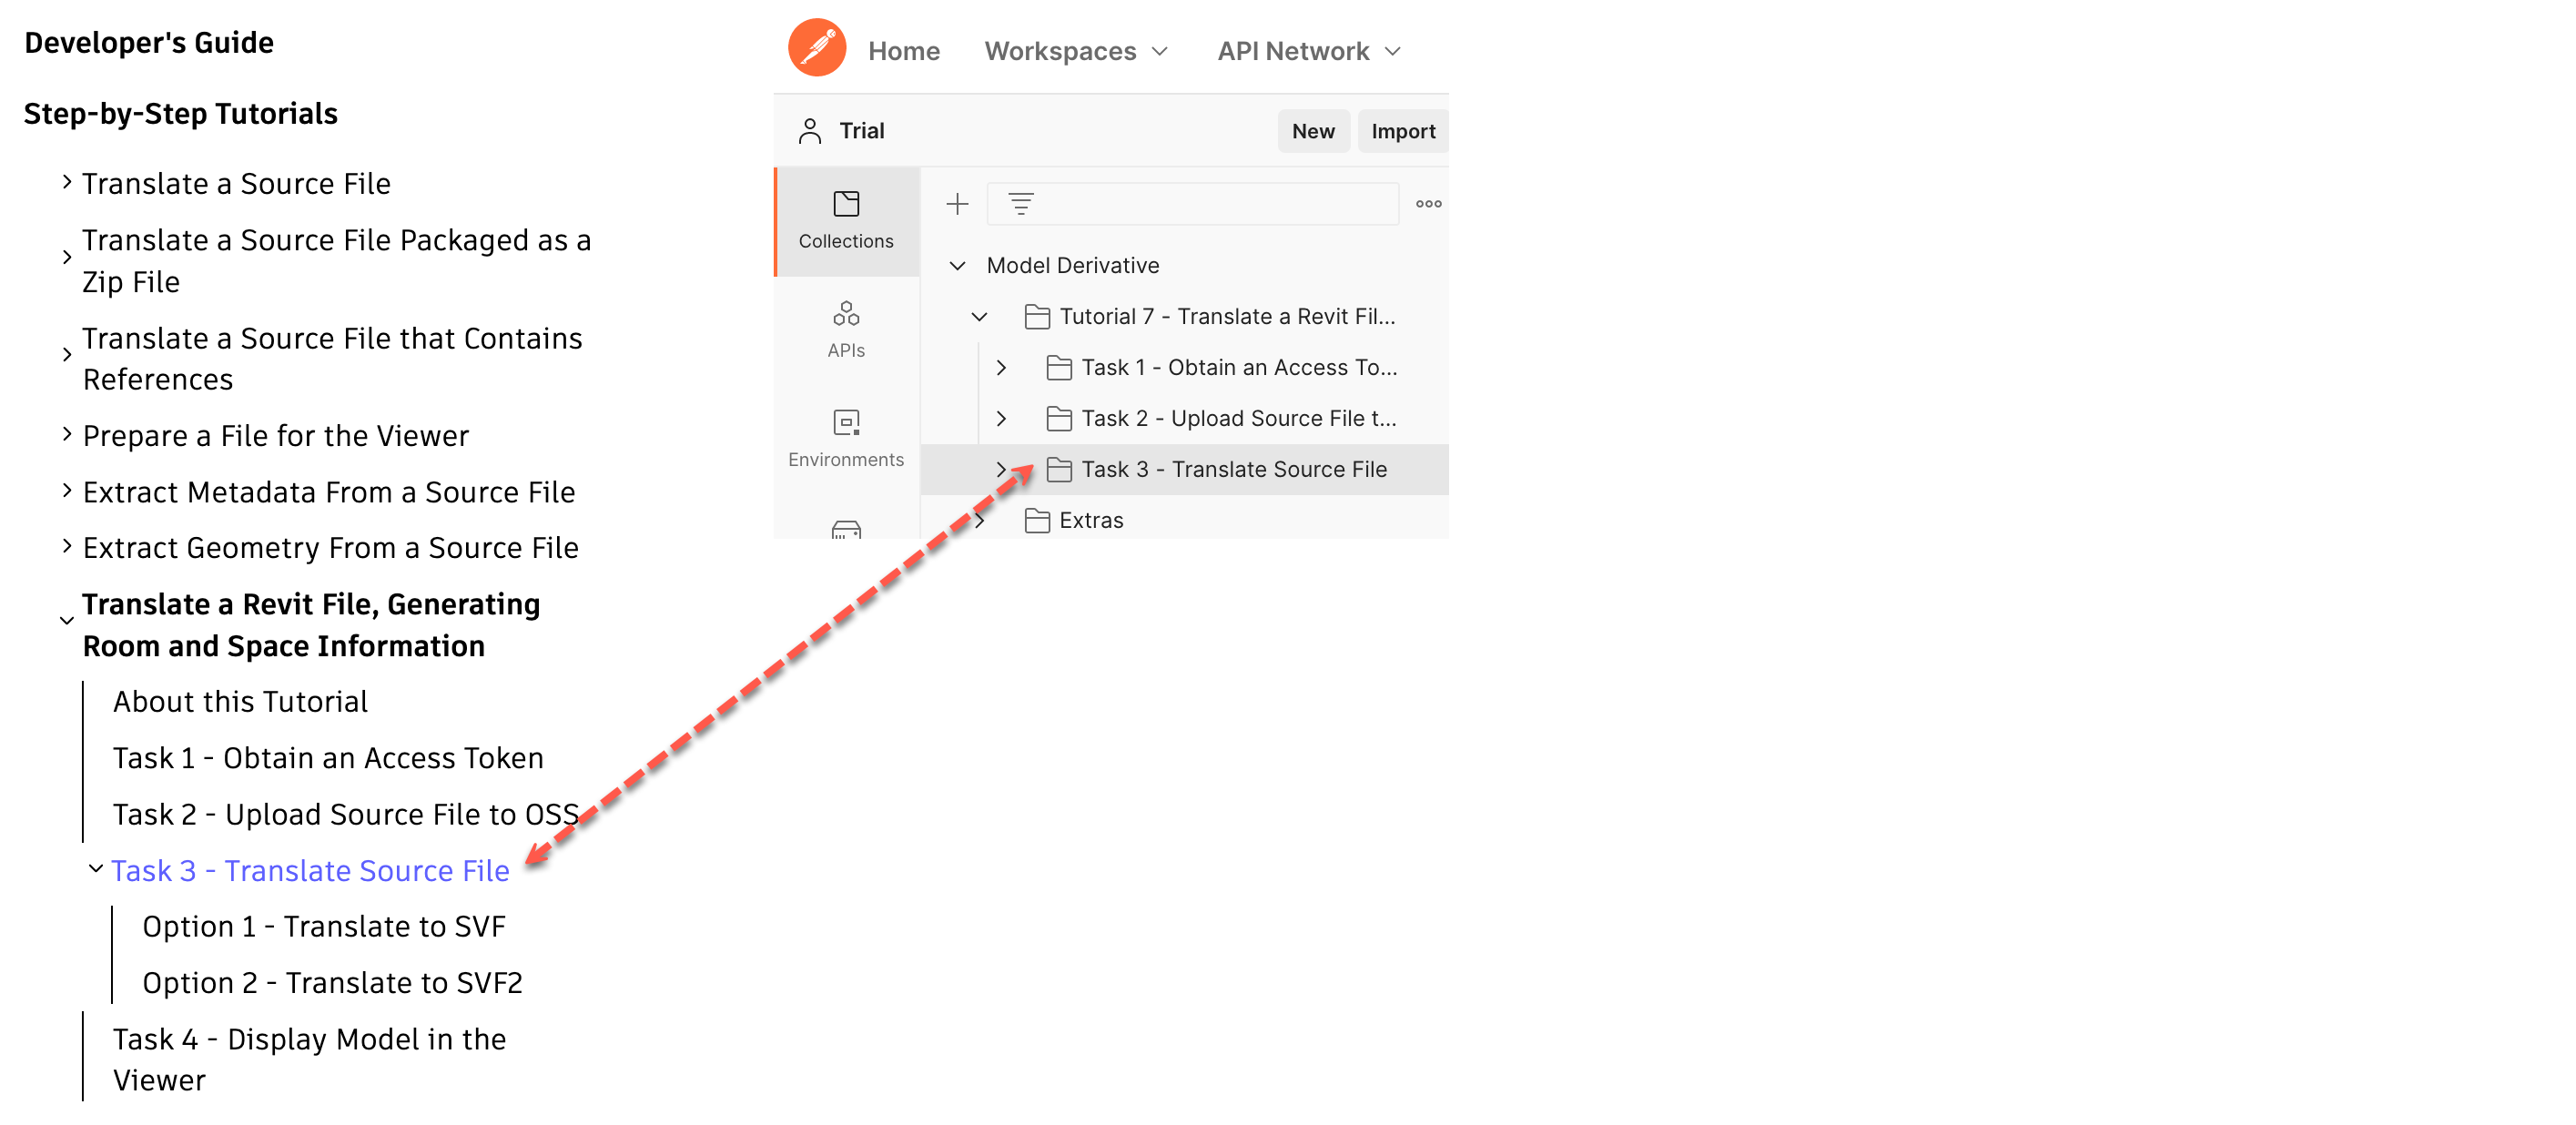 Developer's Guide
Step-by-Step Tutorials
Translate a Source File
Translate a Source File Packaged as a
Zip File
Translate a Source File that Contains
References
Prepare a File for the Viewer
Extract Metadata From a Source File
Extract Geometry From a Source File
Translate a Revit File, Generating
Room and Space Information
About this Tutorial
Task 1 - Obtain an Access Token
Task 2 - Upload Source File to OSS
Task 3 - Translate Source File
Option 1 - Translate to SVF
Option 2 - Translate to SVF2
Task 4 - Display Model in the
Viewer
Home Workspaces API Network
Trial New Import
Collections
APIs
Environments
Model Derivative
Tutorial 7 - Translate a Revit Fil...
Task 1 - Obtain an Access To...
Task 2 - Upload Source File t...
Task 3 - Translate Source File
Extras